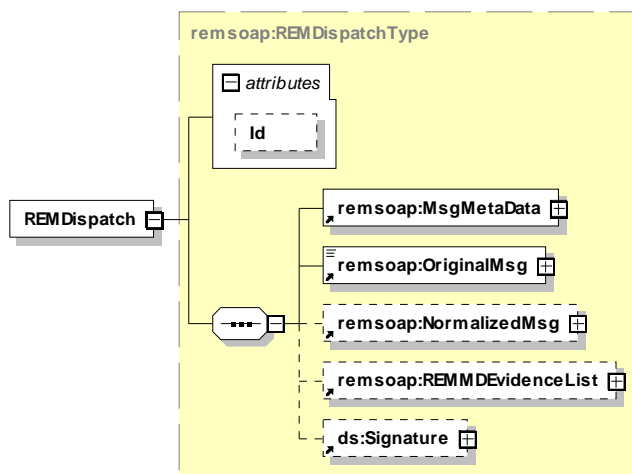 remsoap:REMDispatchType
attributes
Id
REMDispatch
remsoap:MsgMetaData
remsoap:OriginalMsg
remsoap:NormalizedMsg
remsoap:REMMDEvidenceList
ds:Signature